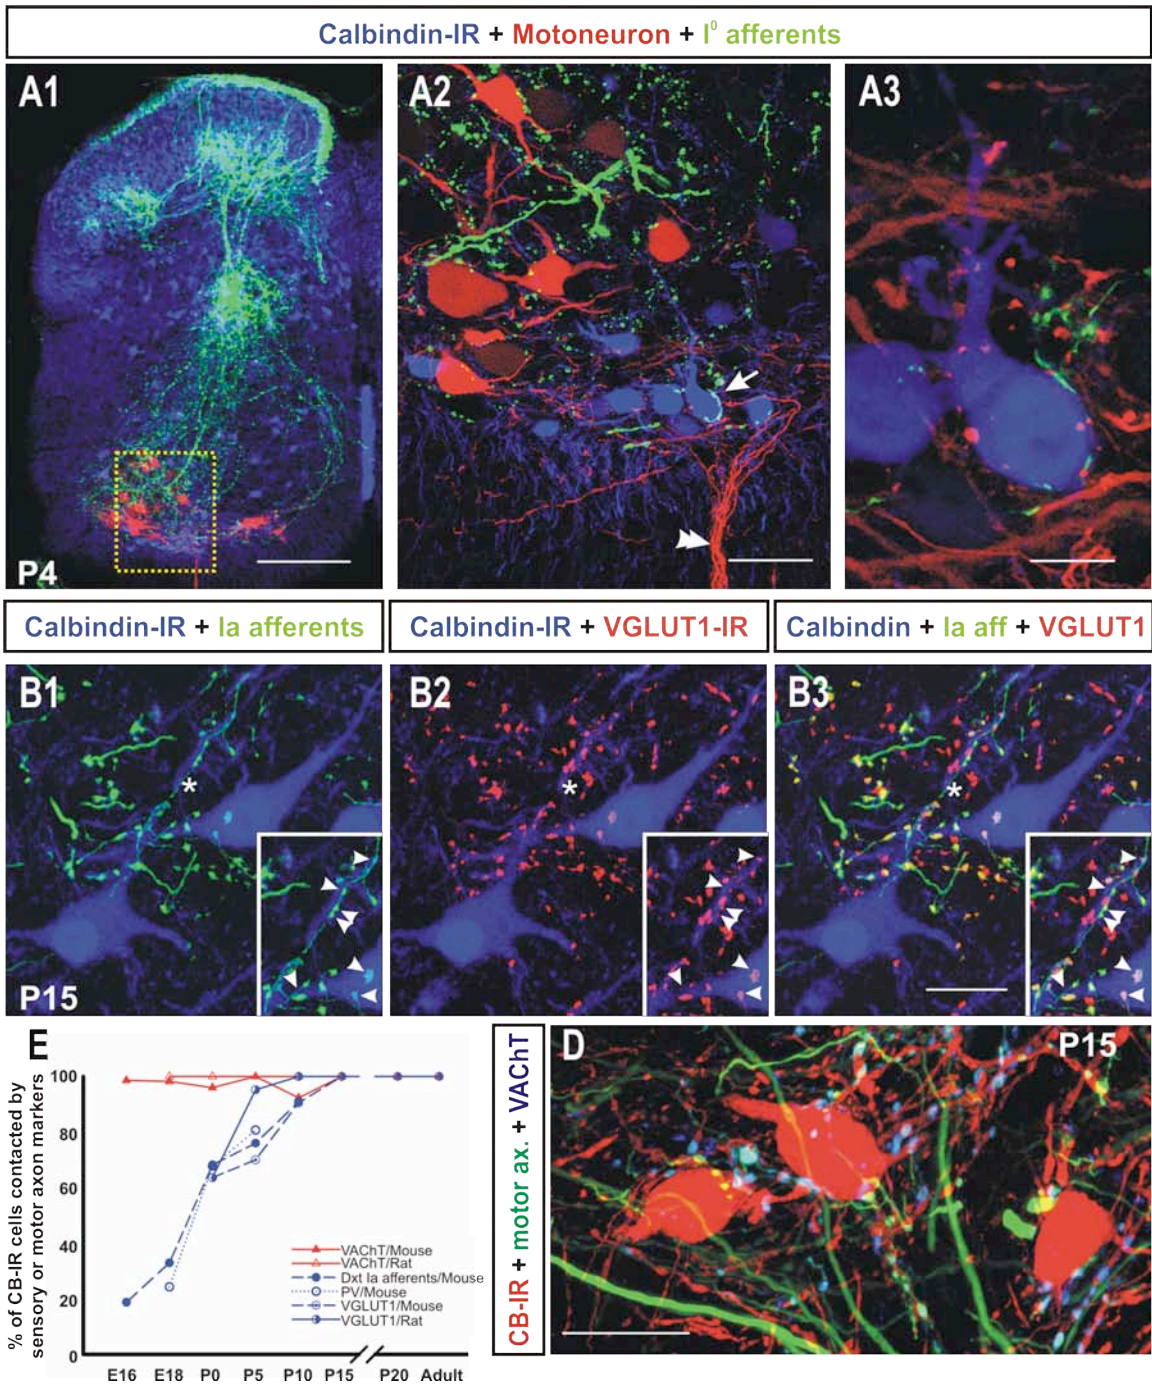 Calbindin-IR + Motoneuron + I⁰ afferents
A1
A2
A3
P4
Calbindin-IR + Ia afferents
Calbindin-IR + VGLUT1-IR
Calbindin + Ia aff + VGLUT1
B1
B2
B3
*
*
*
P15
E
% of CB-IR cells contacted by
sensory or motor axon markers
100
80
60
40
20
0
VAChT/Mouse
VAChT/Rat
Dxt Ia afferents/Mouse
PV/Mouse
VGLUT1/Mouse
VGLUT1/Rat
E16 E18 P0 P5 P10 P15 P20 Adult
CB-IR + motor ax. + VAChT
D
P15